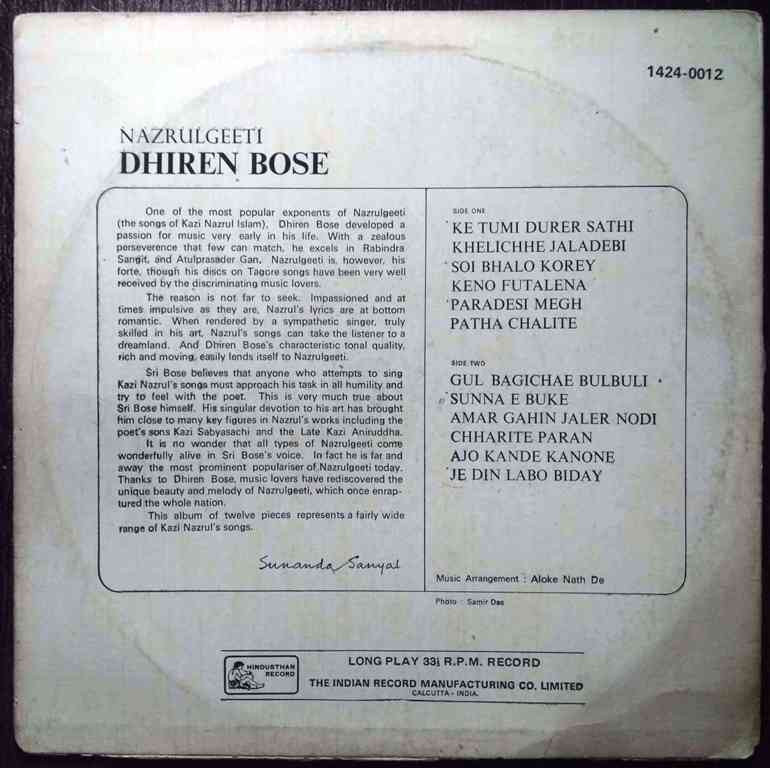 1424-0012
NAZRULGEETI
DHIREN BOSE
One of the most popular exponents of Nazrulgeeti
(the songs of Kazi Nazrul Islam), Dhiren Bose developed a
passion for music very early in his life. With a zealous
perseverence that few can match, he excels in Rabindra
Sangit, and Atulprasader Gan. Nazrulgeeti is, however, his
forte, though his discs on Tagore songs have been very well
received by the discriminating music lovers.
The reason is not far to seek. Impassioned and at
times impulsive as they are, Nazrul's lyrics are at bottom
romantic. When rendered by a sympathetic singer, truly
skilled in his art, Nazrul's songs can take the listener to a
dreamland. And Dhiren Bose's characteristic tonal quality,
rich and moving, easily lends itself to Nazrulgeeti.
Sri Bose believes that anyone who attempts to sing
Kazi Nazrul's songs must approach his task in all humility and
try to feel with the poet. This is very much true about
Sri Bose himself. His singular devotion to his art has brought
him close to many key figures in Nazrul's works including the
poet's sons Kazi Sabyasachi and the Late Kazi Aniruddha.
It is no wonder that all types of Nazrulgeeti come
wonderfully alive in Sri Bose's voice. In fact he is far and
away the most prominent populariser of Nazrulgeeti today.
Thanks to Dhiren Bose, music lovers have rediscovered the
unique beauty and melody of Nazrulgeeti, which once enrap-
tured the whole nation.
This album of twelve pieces represents a fairly wide
range of Kazi Nazrul's songs.
Sunanda Sanyal
SIDE ONE
KE TUMI DURER SATHI
KHELICHHE JALADEBI
SOI BHALO KOREY
KENO FUTALENA
PARADESI MEGH
PATHA CHALITE
SIDE TWO
GUL BAGICHAE BULBULI
SUNNA E BUKE
AMAR GAHIN JALER NODI
CHHARITE PARAN
AJO KANDE KANONE
JE DIN LABO BIDAY
Music Arrangement : Aloke Nath De
Photo : Samir Das
HINDUSTHAN
RECORD
LONG PLAY 33⅓ R.P.M. RECORD
THE INDIAN RECORD MANUFACTURING CO. LIMITED
CALCUTTA - INDIA.